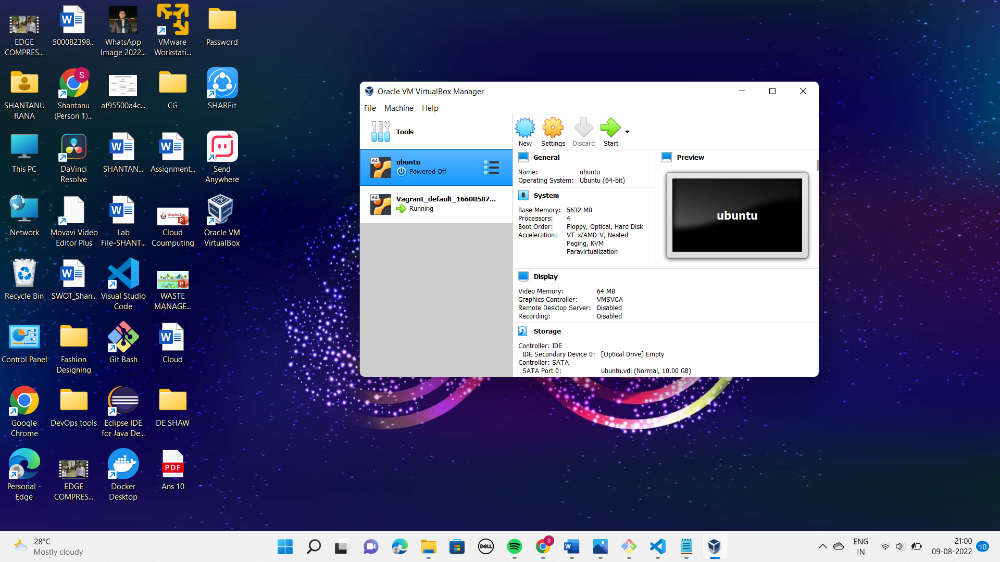 EDGE
COMPRES...
500082398...
WhatsApp
Image 2022...
VMware
Workstati...
Password
SHANTANU
RANA
S
Shantanu
(Person 1)...
af95500a4c...
CG
SHAREit
This PC
DaVinci
Resolve
SHANTAN...
Assignment...
Send
Anywhere
Network
Movavi Video
Editor Plus
Lab
File-SHANT...
Cloud
Coumputing
Oracle VM
VirtualBox
Recycle Bin
SWOT_Shan...
Visual Studio
Code
WASTE
MANAGE...
Control Panel
Fashion
Designing
Git Bash
Cloud
Google
Chrome
DevOps tools
Eclipse IDE
for Java De...
DE SHAW
Personal -
Edge
EDGE
COMPRES...
Docker
Desktop
PDF
Ans 10
Oracle VM VirtualBox Manager
File Machine Help
Tools
New Settings Discard Start
64
ubuntu
Powered Off
64
Vagrant_default_16600587...
Running
General
Name: ubuntu
Operating System: Ubuntu (64-bit)
System
Base Memory: 5632 MB
Processors: 4
Boot Order: Floppy, Optical, Hard Disk
Acceleration: VT-x/AMD-V, Nested
Paging, KVM
Paravirtualization
Preview
ubuntu
Display
Video Memory: 64 MB
Graphics Controller: VMSVGA
Remote Desktop Server: Disabled
Recording: Disabled
Storage
Controller: IDE
IDE Secondary Device 0: [Optical Drive] Empty
Controller: SATA
SATA Port 0: ubuntu.vdi (Normal, 10.00 GB)
28°C
Mostly cloudy
DELL
S
ENG
IN
21:00
09-08-2022
10